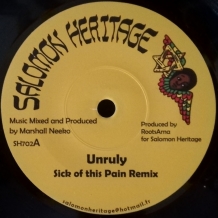 SALOMON HERITAGE
Music Mixed and Produced
by Marshall Neeko
SH702A
Produced by
RootsArna
for Salomon Heritage
Unruly
Sick of this Pain Remix
salomonheritage@hotmail.fr